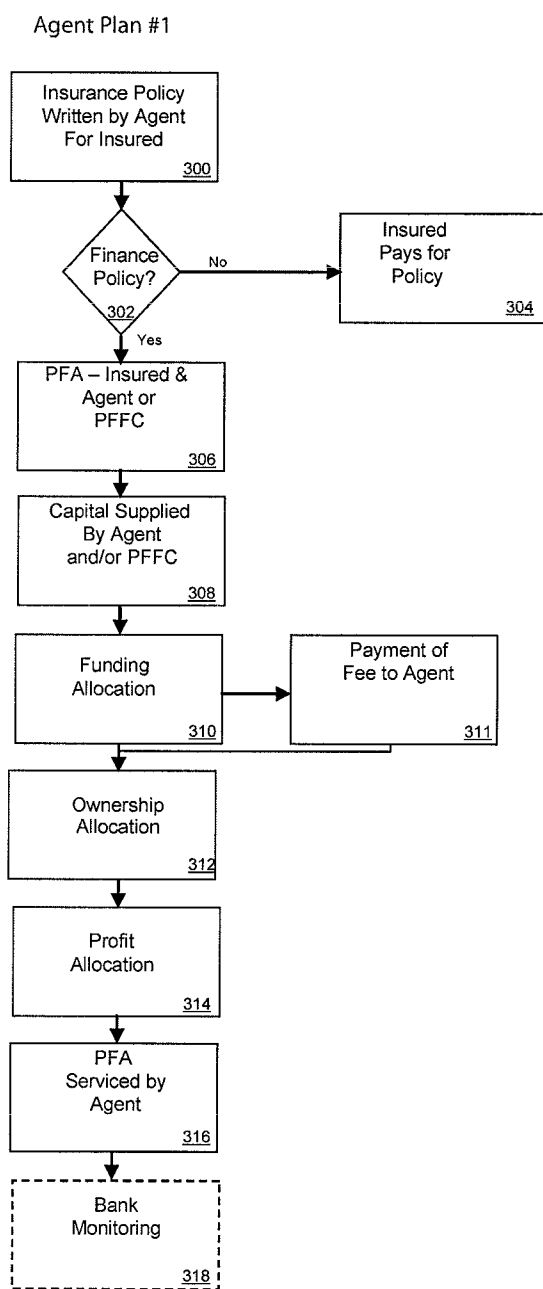 Agent Plan #1
Insurance Policy
Written by Agent
For Insured
300
Finance
Policy?
302
No
Insured
Pays for
Policy
304
Yes
PFA – Insured &
Agent or
PFFC
306
Capital Supplied
By Agent
and/or PFFC
308
Funding
Allocation
310
Payment of
Fee to Agent
311
Ownership
Allocation
312
Profit
Allocation
314
PFA
Serviced by
Agent
316
Bank
Monitoring
318